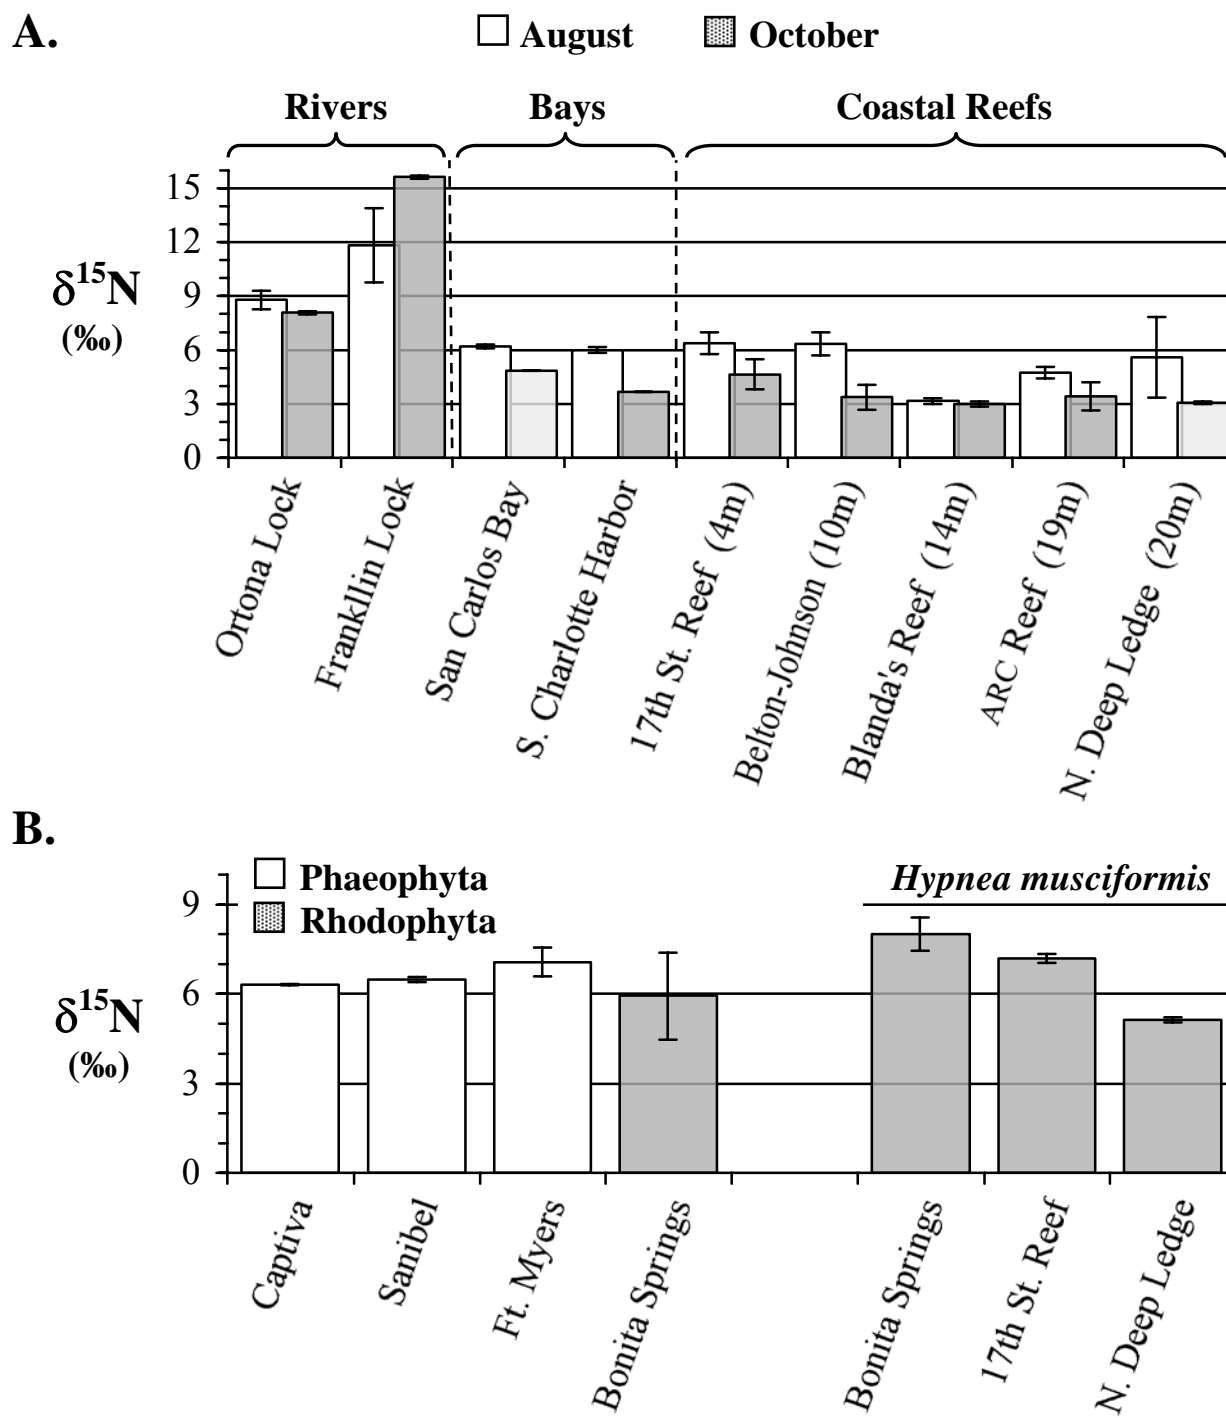 A.
August October
Rivers Bays Coastal Reefs
15
12
9
6
3
0
δ15N
(‰)
Ortona Lock
Frankllin Lock
San Carlos Bay
S. Charlotte Harbor
17th St. Reef (4m)
Belton-Johnson (10m)
Blanda's Reef (14m)
ARC Reef (19m)
N. Deep Ledge (20m)
B.
Phaeophyta
Rhodophyta
Hypnea musciformis
9
6
3
0
δ15N
(‰)
Captiva
Sanibel
Ft. Myers
Bonita Springs
Bonita Springs
17th St. Reef
N. Deep Ledge